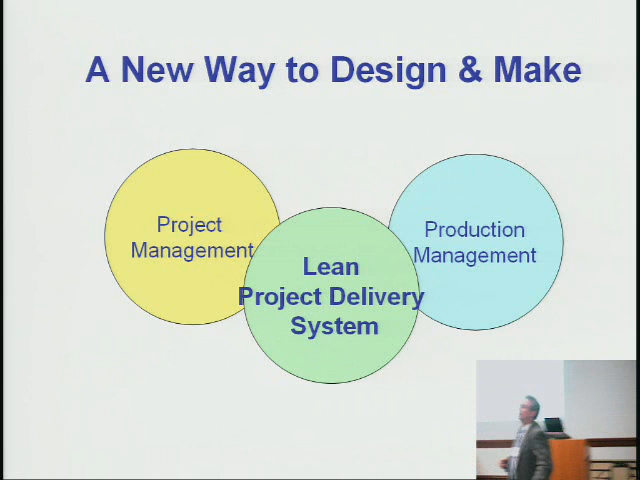 A New Way to Design & Make
Project
Management
Production
Management
Lean
Project Delivery
System